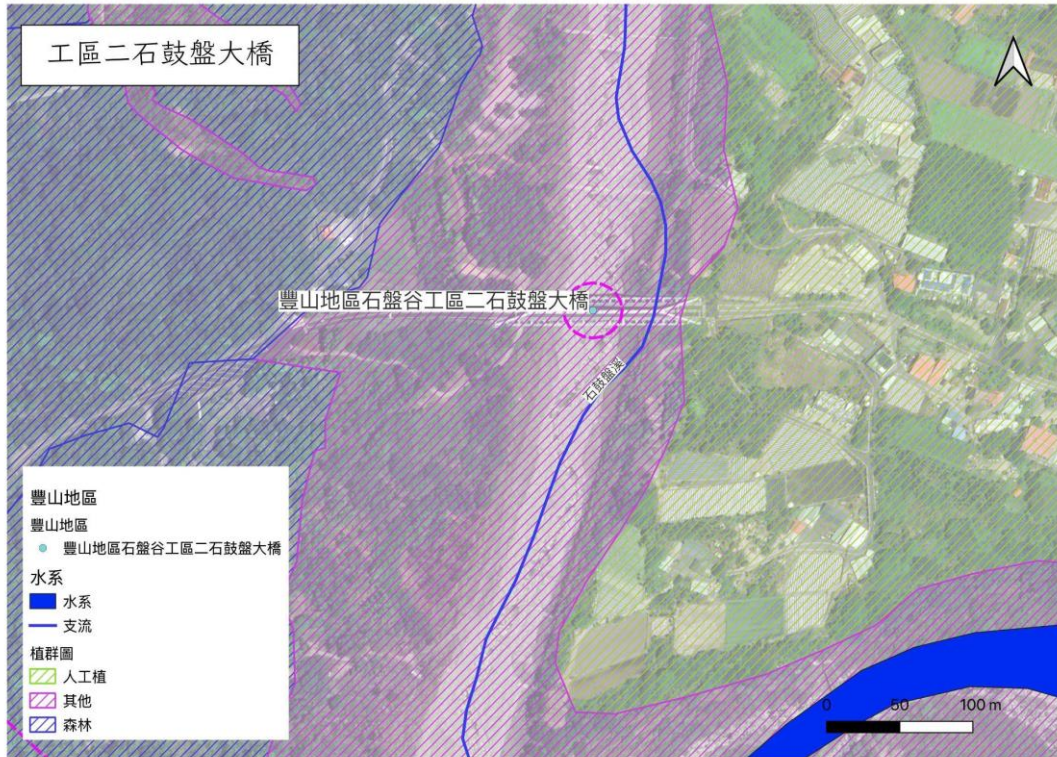 工區二石鼓盤大橋
豐山地區石盤谷工區二石鼓盤大橋
石鼓盤溪
豐山地區
豐山地區
豐山地區石盤谷工區二石鼓盤大橋
水系
水系
支流
植群圖
人工植
其他
森林
0 50 100 m